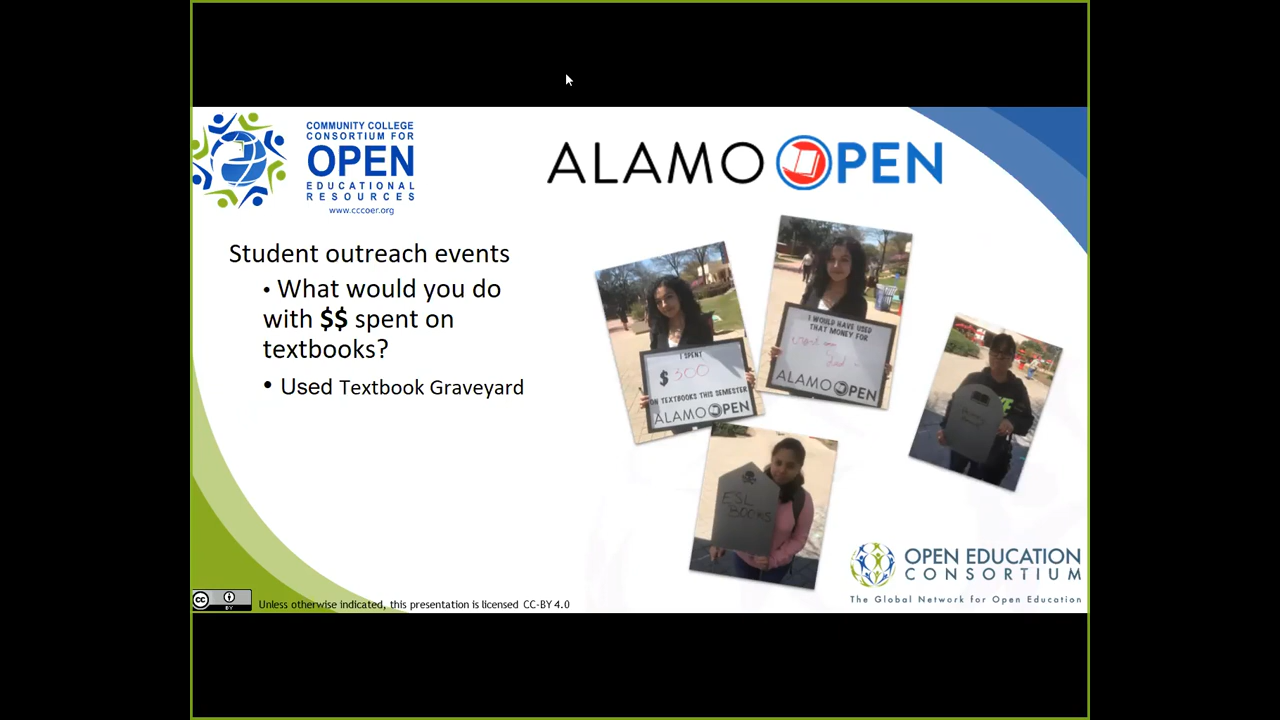 COMMUNITY COLLEGE
CONSORTIUM FOR
OPEN
EDUCATIONAL
RESOURCES
www.cccoer.org
ALAMO OPEN
Student outreach events
• What would you do
with $$ spent on
textbooks?
• Used Textbook Graveyard
I SPENT
$ 300
ON TEXTBOOKS THIS SEMESTER
ALAMO OPEN
I WOULD HAVE USED
THAT MONEY FOR
ALAMO OPEN
ESL
BOOKS
OPEN EDUCATION
CONSORTIUM
The Global Network for Open Education
cc
BY
Unless otherwise indicated, this presentation is licensed CC-BY 4.0